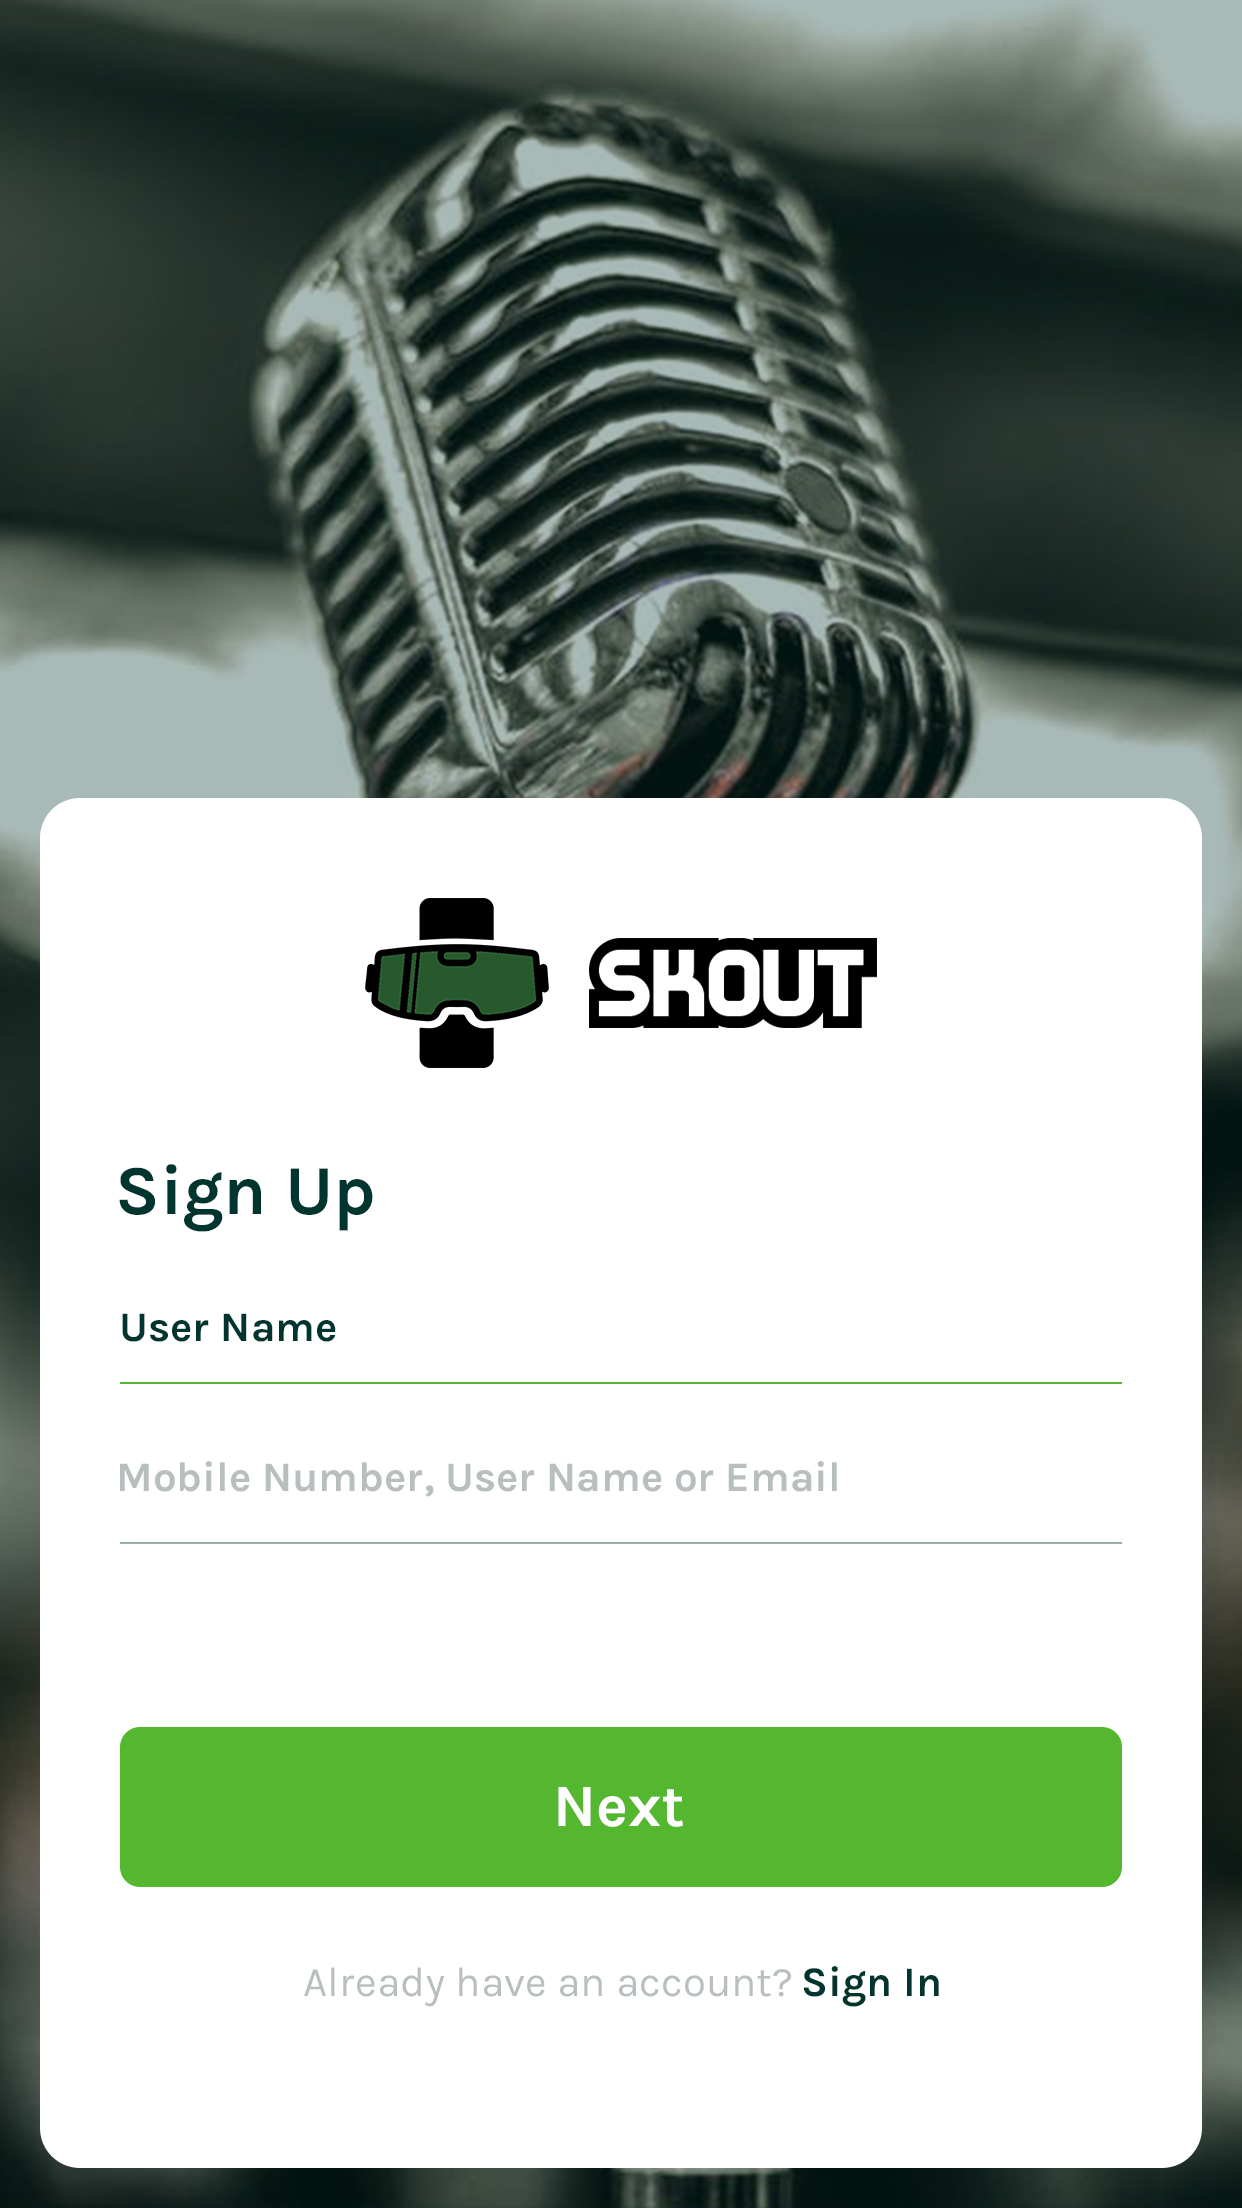 SKOUT
Sign Up
User Name
Mobile Number, User Name or Email
Next
Already have an account? Sign In